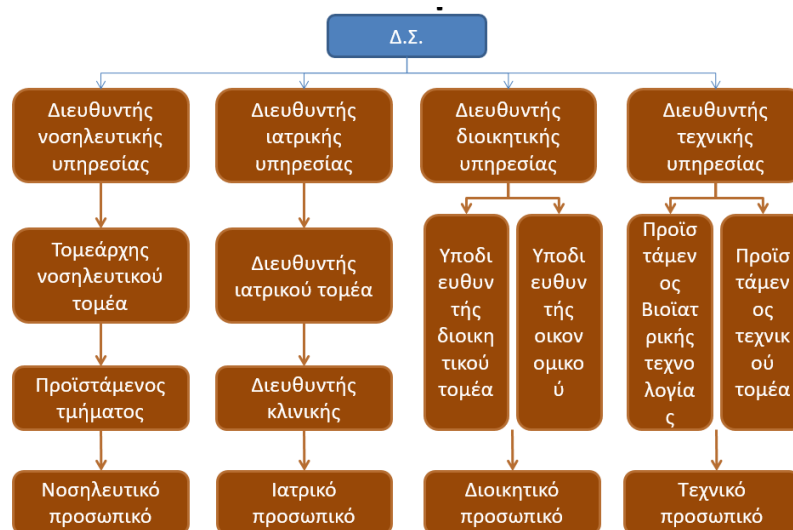 Δ.Σ.
Διευθυντής
νοσηλευτικής
υπηρεσίας
Διευθυντής
ιατρικής
υπηρεσίας
Διευθυντής
διοικητικής
υπηρεσίας
Διευθυντής
τεχνικής
υπηρεσίας
Τομεάρχης
νοσηλευτικού
τομέα
Διευθυντής
ιατρικού τομέα
Υποδι
ευθυν
τής
διοικη
τικού
τομέα
Υποδι
ευθυν
τής
οικον
ομικο
ύ
Προϊσ
τάμεν
ος
Βιοϊατ
ρικής
τεχνο
λογία
ς
Προϊσ
τάμεν
ος
τεχνικ
ού
τομέα
Προϊστάμενος
τμήματος
Διευθυντής
κλινικής
Νοσηλευτικό
προσωπικό
Ιατρικό
προσωπικό
Διοικητικό
προσωπικό
Τεχνικό
προσωπικό